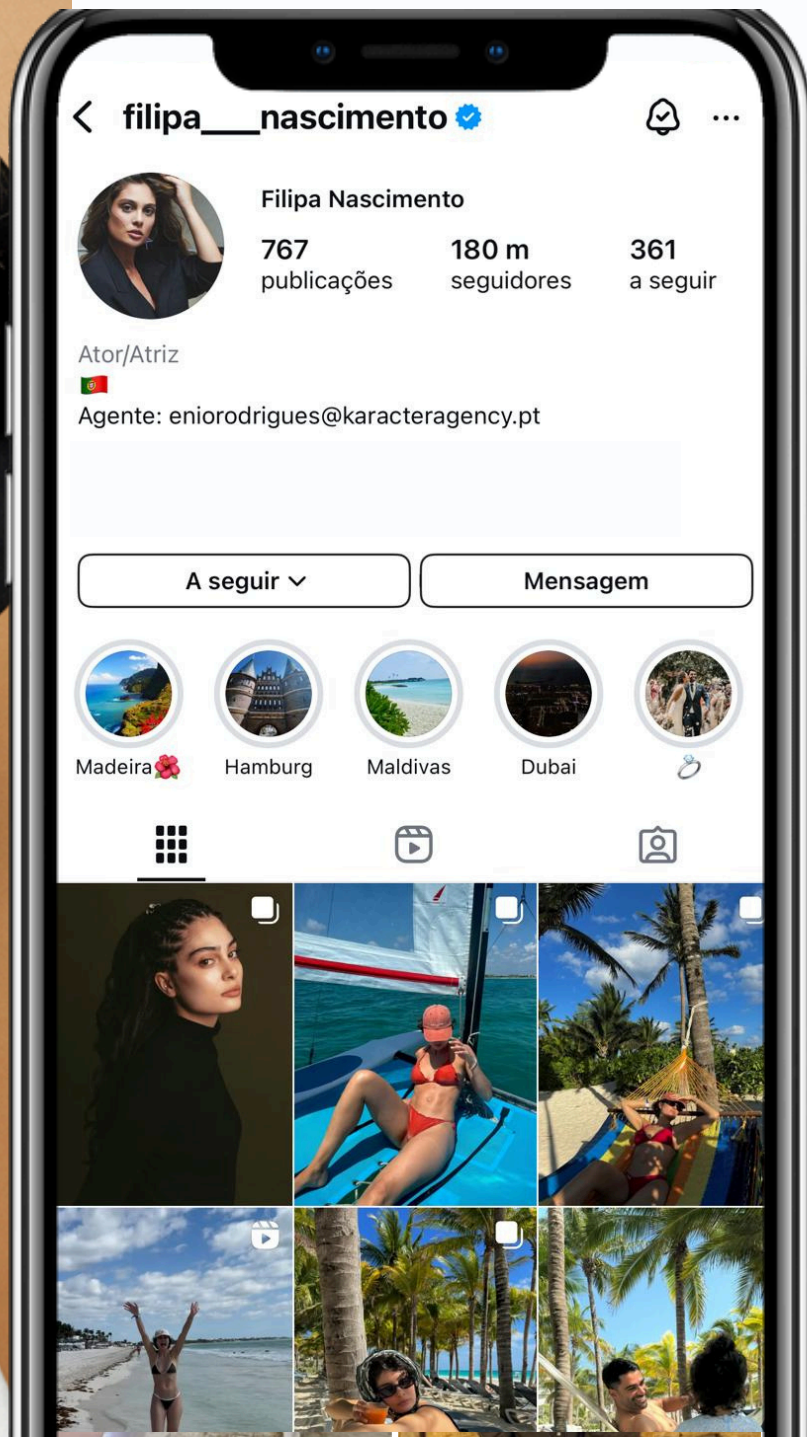 filipa___nascimento
Filipa Nascimento
767 180 m 361
publicações seguidores a seguir
Ator/Atriz
🇵🇹
Agente: eniorodrigues@karacteragency.pt
A seguir Mensagem
Madeira🌺 Hamburg Maldivas Dubai 💍